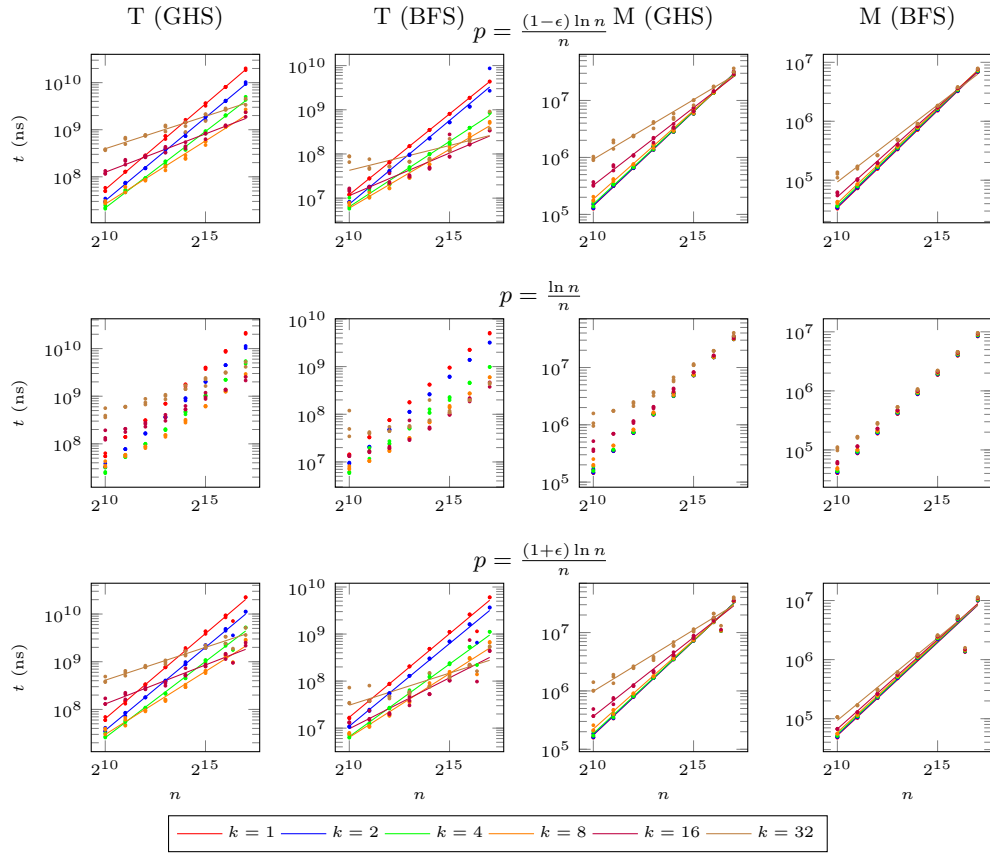 T (GHS) T (BFS) M (GHS) M (BFS)
p = \frac{(1-\epsilon) \ln n}{n}
t (ns)
10^{10} 10^9 10^8
10^{10} 10^9 10^8 10^7
10^7 10^6 10^5
10^7 10^6 10^5
2^{10} 2^{15} 2^{10} 2^{15} 2^{10} 2^{15} 2^{10} 2^{15}
p = \frac{\ln n}{n}
t (ns)
10^{10} 10^9 10^8
10^{10} 10^9 10^8 10^7
10^7 10^6 10^5
10^7 10^6 10^5
2^{10} 2^{15} 2^{10} 2^{15} 2^{10} 2^{15} 2^{10} 2^{15}
p = \frac{(1+\epsilon) \ln n}{n}
t (ns)
10^{10} 10^9 10^8
10^{10} 10^9 10^8 10^7
10^7 10^6 10^5
10^7 10^6 10^5
2^{10} 2^{15} 2^{10} 2^{15} 2^{10} 2^{15} 2^{10} 2^{15}
n n n n
k = 1 k = 2 k = 4 k = 8 k = 16 k = 32